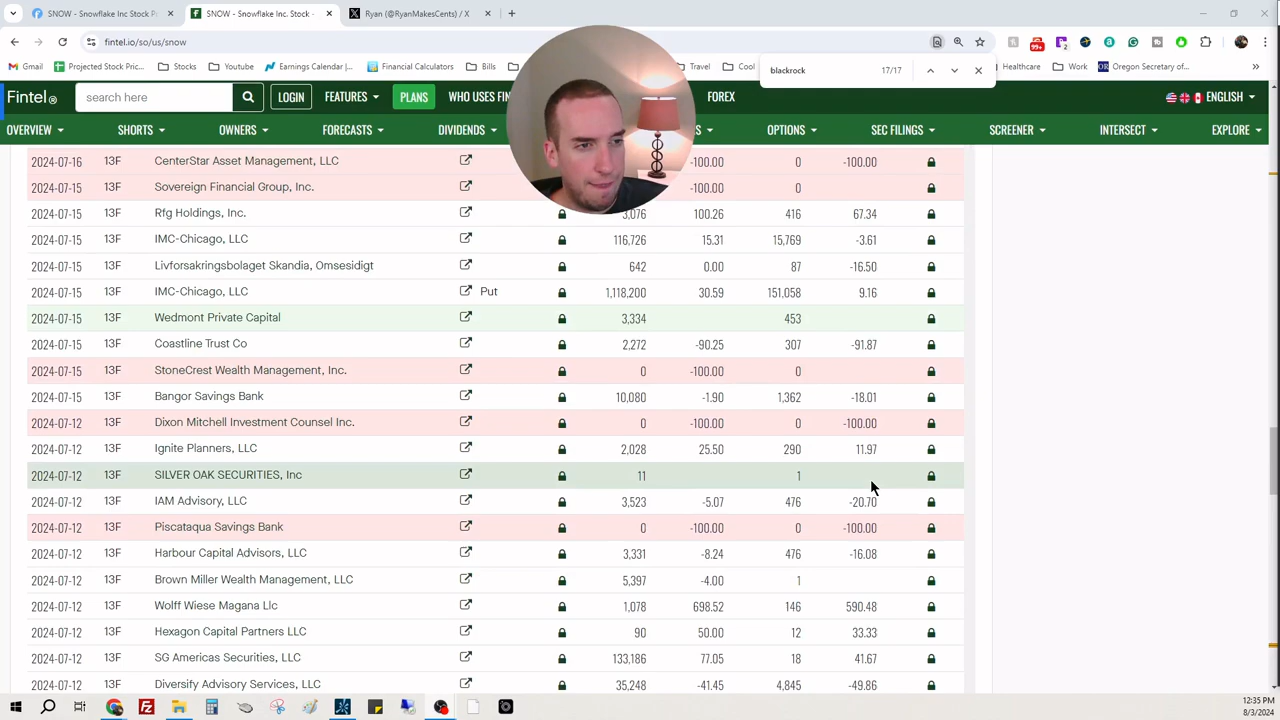 SNOW - Snowflake Inc Stock Pu
SNOW - Snowflake Inc. Stock -
Ryan (@RyanMakesCents) / X
fintel.io/so/us/snow
99+
2
blackrock 17/17
Gmail Projected Stock Pric... Stocks Youtube Earnings Calendar /... Financial Calculators Bills Travel Cool Healthcare Work Oregon Secretary of...
Fintel® search here LOGIN FEATURES PLANS WHO USES FIN FOREX ENGLISH
OVERVIEW SHORTS OWNERS FORECASTS DIVIDENDS S OPTIONS SEC FILINGS SCREENER INTERSECT EXPLORE
2024-07-16 13F CenterStar Asset Management, LLC -100.00 0 -100.00
2024-07-16 13F Sovereign Financial Group, Inc. -100.00 0
2024-07-15 13F Rfg Holdings, Inc. 3,076 100.26 416 67.34
2024-07-15 13F IMC-Chicago, LLC 116,726 15.31 15,769 -3.61
2024-07-15 13F Livforsakringsbolaget Skandia, Omsesidigt 642 0.00 87 -16.50
2024-07-15 13F IMC-Chicago, LLC Put 1,118,200 30.59 151,058 9.16
2024-07-15 13F Wedmont Private Capital 3,334 453
2024-07-15 13F Coastline Trust Co 2,272 -90.25 307 -91.87
2024-07-15 13F StoneCrest Wealth Management, Inc. 0 -100.00 0
2024-07-15 13F Bangor Savings Bank 10,080 -1.90 1,362 -18.01
2024-07-12 13F Dixon Mitchell Investment Counsel Inc. 0 -100.00 0 -100.00
2024-07-12 13F Ignite Planners, LLC 2,028 25.50 290 11.97
2024-07-12 13F SILVER OAK SECURITIES, Inc 11 1
2024-07-12 13F IAM Advisory, LLC 3,523 -5.07 476 -20.70
2024-07-12 13F Piscataqua Savings Bank 0 -100.00 0 -100.00
2024-07-12 13F Harbour Capital Advisors, LLC 3,331 -8.24 476 -16.08
2024-07-12 13F Brown Miller Wealth Management, LLC 5,397 -4.00 1
2024-07-12 13F Wolff Wiese Magana Llc 1,078 698.52 146 590.48
2024-07-12 13F Hexagon Capital Partners LLC 90 50.00 12 33.33
2024-07-12 13F SG Americas Securities, LLC 133,186 77.05 18 41.67
2024-07-12 13F Diversify Advisory Services, LLC 35,248 -41.45 4,845 -49.86
12:35 PM
8/3/2024